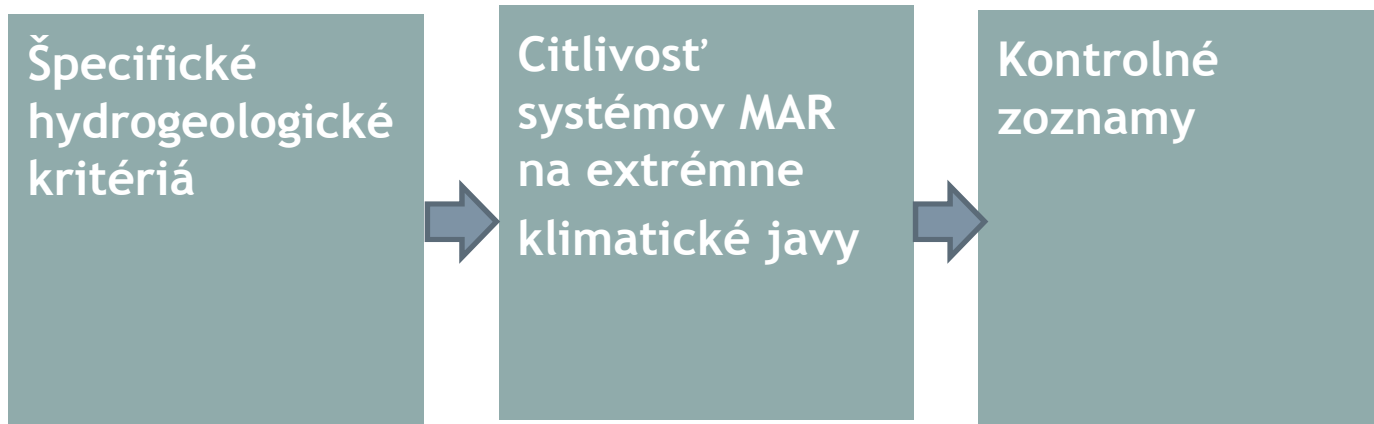 Špecifické
hydrogeologické
kritériá
Citlivosť
systémov MAR
na extrémne
klimatické javy
Kontrolné
zoznamy